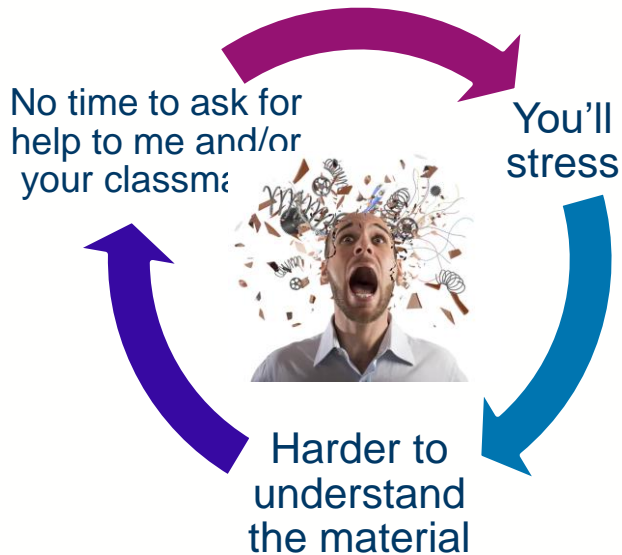 No time to ask for
help to me and/or
your
You'll
stress
Harder to
understand
the material